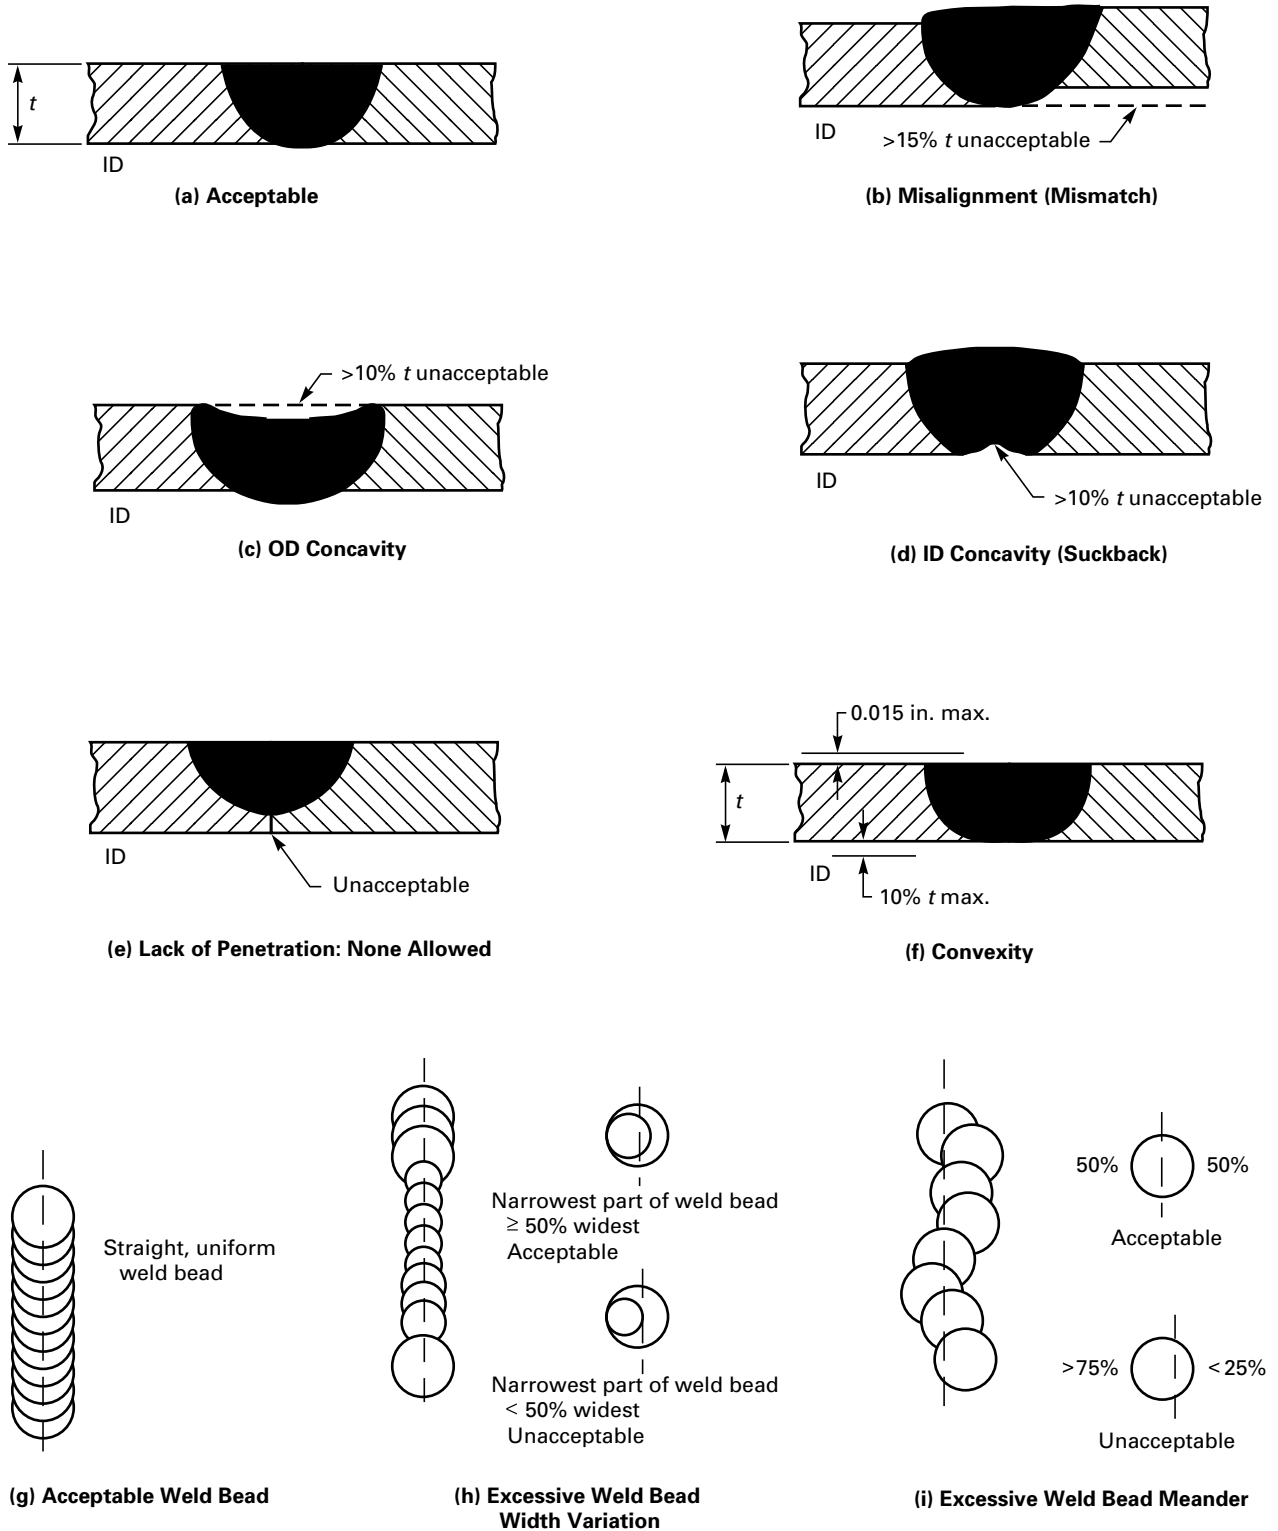 t
ID
(a) Acceptable
ID
>15% t unacceptable
(b) Misalignment (Mismatch)
>10% t unacceptable
ID
(c) OD Concavity
ID
>10% t unacceptable
(d) ID Concavity (Suckback)
ID
Unacceptable
(e) Lack of Penetration: None Allowed
0.015 in. max.
t
ID
10% t max.
(f) Convexity
Straight, uniform
weld bead
(g) Acceptable Weld Bead
Narrowest part of weld bead
≥ 50% widest
Acceptable
Narrowest part of weld bead
< 50% widest
Unacceptable
(h) Excessive Weld Bead
Width Variation
50% 50%
Acceptable
>75% <25%
Unacceptable
(i) Excessive Weld Bead Meander